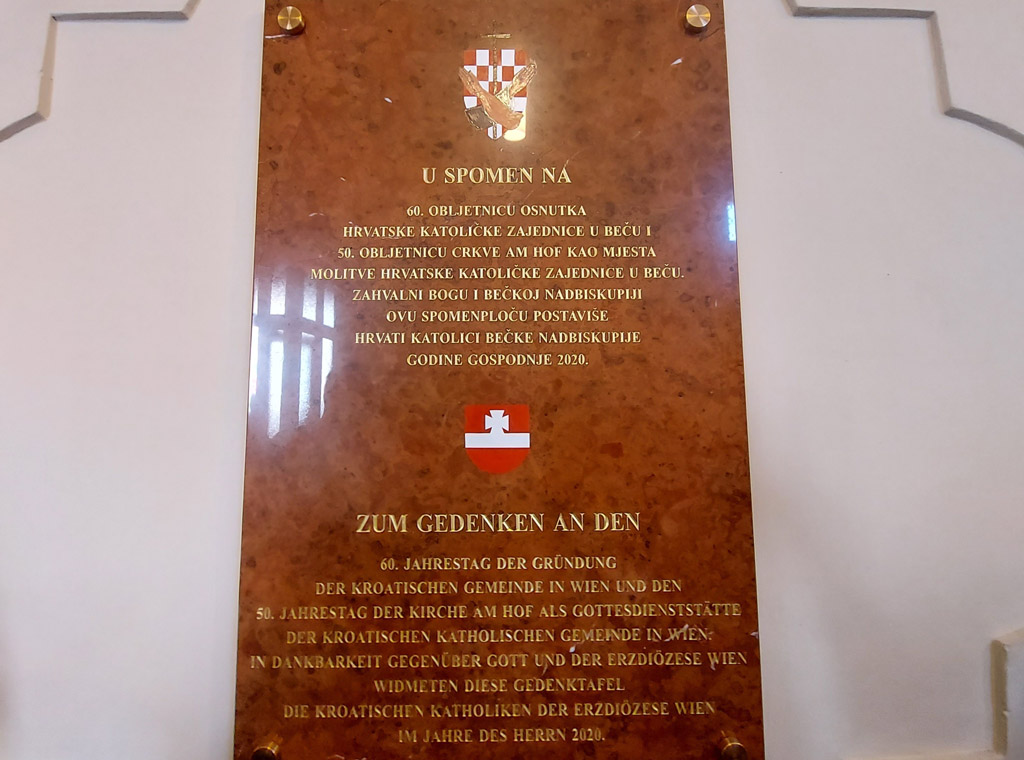 U SPOMEN NA
60. OBLJETNICU OSNUTKA
HRVATSKE KATOLIČKE ZAJEDNICE U BEČU I
50. OBLJETNICU CRKVE AM HOF KAO MJESTA
MOLITVE HRVATSKE KATOLIČKE ZAJEDNICE U BEČU.
ZAHVALNI BOGU I BEČKOJ NADBISKUPIJI
OVU SPOMENPLOČU POSTAVIŠE
HRVATI KATOLICI BEČKE NADBISKUPIJE
GODINE GOSPODNJE 2020.
ZUM GEDENKEN AN DEN
60. JAHRESTAG DER GRÜNDUNG
DER KROATISCHEN GEMEINDE IN WIEN UND DEN
50. JAHRESTAG DER KIRCHE AM HOF ALS GOTTESDIENSTSTÄTTE
DER KROATISCHEN KATHOLISCHEN GEMEINDE IN WIEN.
IN DANKBARKEIT GEGENÜBER GOTT UND DER ERZDIÖZESE WIEN
WIDMETEN DIESE GEDENKTAFEL
DIE KROATISCHEN KATHOLIKEN DER ERZDIÖZESE WIEN
IM JAHRE DES HERRN 2020.